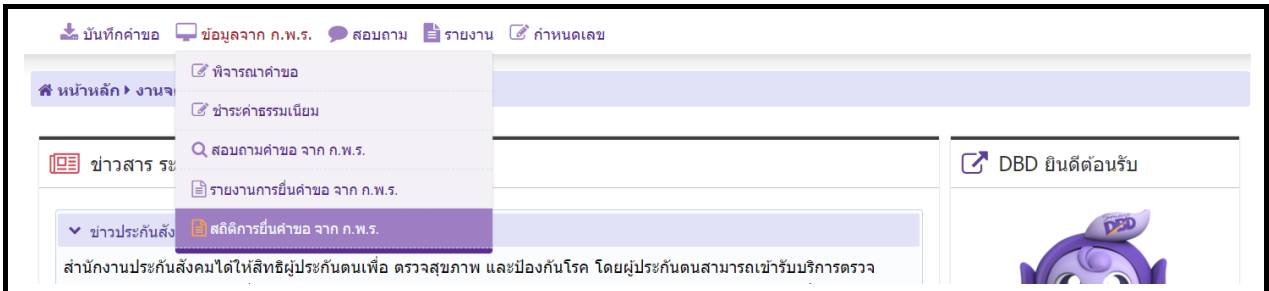 บันทึกคำขอ ข้อมูลจาก ก.พ.ร. สอบถาม รายงาน กำหนดเลข
พิจารณาคำขอ
หน้าหลัก งานจ
ชำระค่าธรรมเนียม
สอบถามคำขอ จาก ก.พ.ร.
ข่าวสาร ระ
DBD ยินดีต้อนรับ
รายงานการยื่นคำขอ จาก ก.พ.ร.
สถิติการยื่นคำขอ จาก ก.พ.ร.
ข่าวประกันสัง
DBD
สำนักงานประกันสังคมได้ให้สิทธิผู้ประกันตนเพื่อ ตรวจสุขภาพ และป้องกันโรค โดยผู้ประกันตนสามารถเข้ารับบริการตรวจ